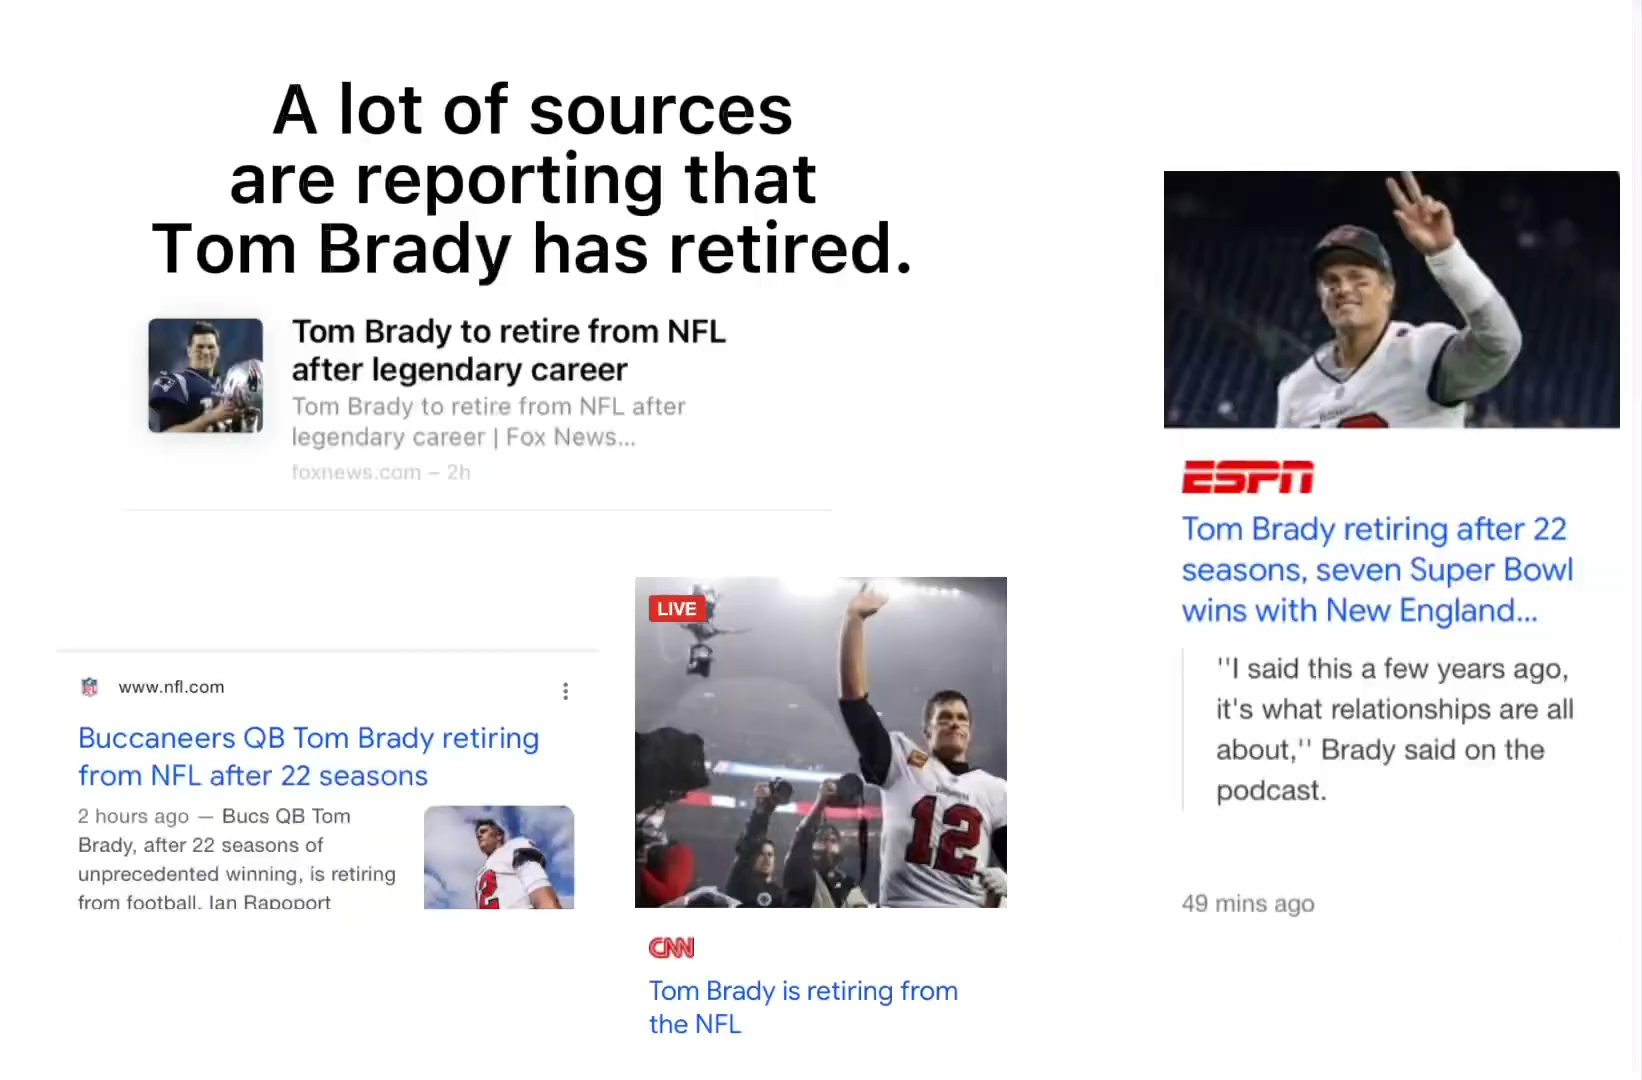 A lot of sources
are reporting that
Tom Brady has retired.
Tom Brady to retire from NFL
after legendary career
Tom Brady to retire from NFL after
legendary career | Fox News...
foxnews.com – 2h
www.nfl.com
Buccaneers QB Tom Brady retiring
from NFL after 22 seasons
2 hours ago — Bucs QB Tom
Brady, after 22 seasons of
unprecedented winning, is retiring
from football, Ian Rapoport
LIVE
12
CNN
Tom Brady is retiring from
the NFL
ESPN
Tom Brady retiring after 22
seasons, seven Super Bowl
wins with New England...
''I said this a few years ago,
it's what relationships are all
about,'' Brady said on the
podcast.
49 mins ago